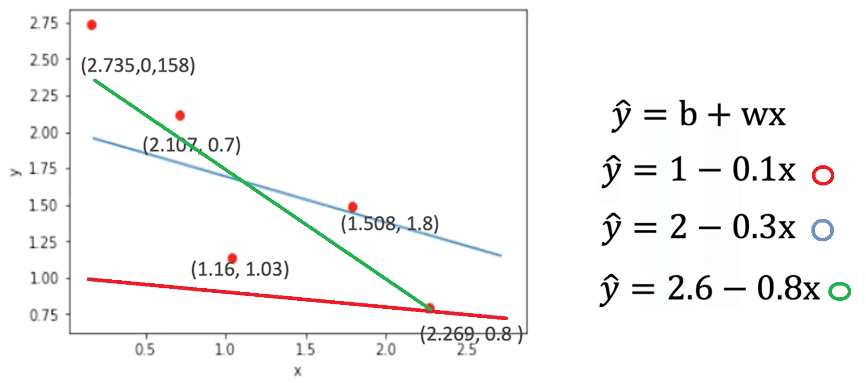 2.75
2.50
2.25
2.00
1.75
1.50
1.25
1.00
0.75
y
(2.735,0,158)
(2.107, 0.7)
(1.508, 1.8)
(1.16, 1.03)
(2.269, 0.8 )
0.5 1.0 1.5 2.0 2.5
x
ŷ = b + wx
ŷ = 1 − 0.1x
ŷ = 2 − 0.3x
ŷ = 2.6 − 0.8x